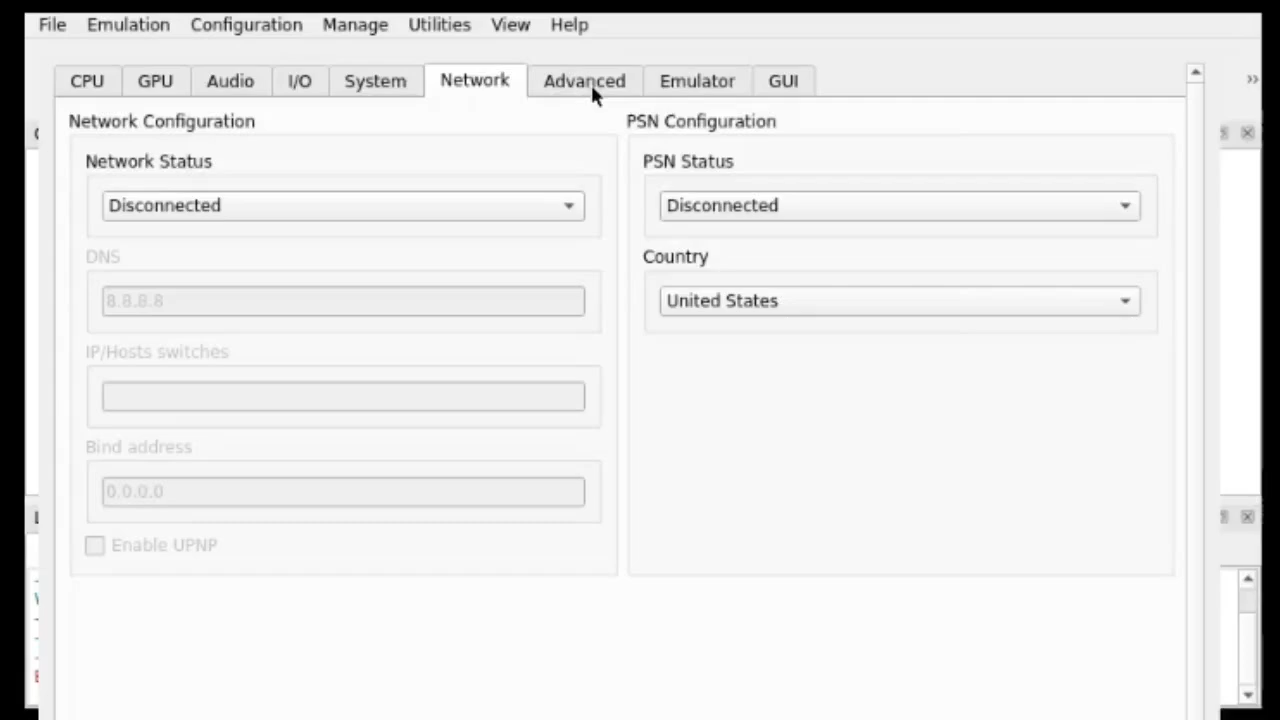 File Emulation Configuration Manage Utilities View Help
CPU GPU Audio I/O System Network Advanced Emulator GUI
Network Configuration
Network Status
Disconnected
DNS
8.8.8.8
IP/Hosts switches
Bind address
0.0.0.0
Enable UPNP
PSN Configuration
PSN Status
Disconnected
Country
United States